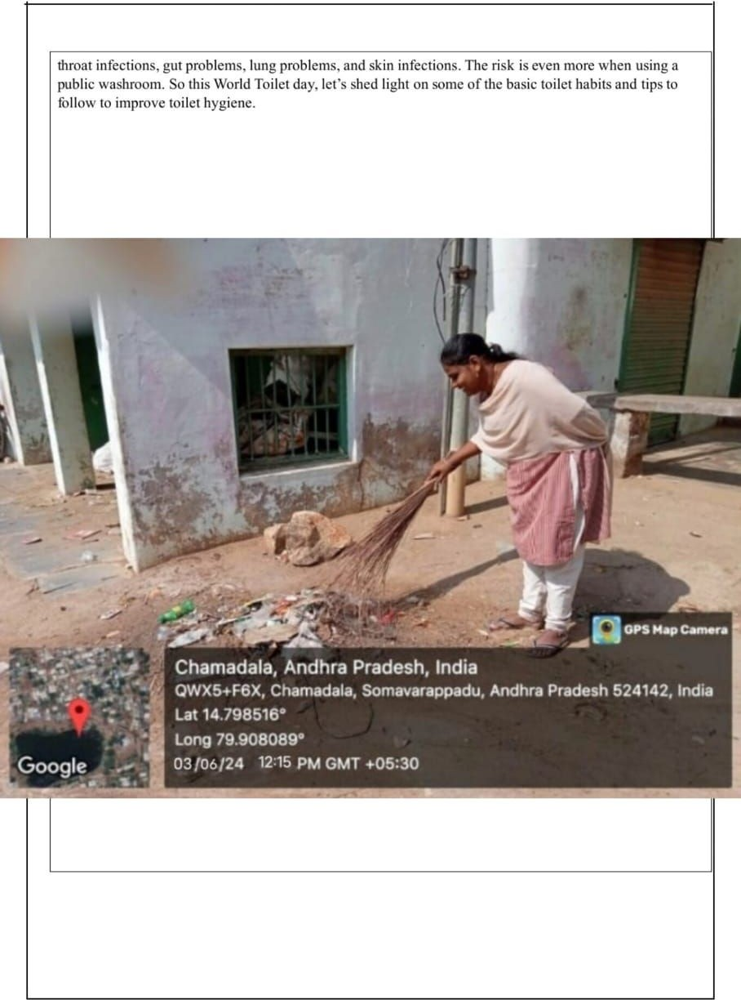 throat infections, gut problems, lung problems, and skin infections. The risk is even more when using a
public washroom. So this World Toilet day, let’s shed light on some of the basic toilet habits and tips to
follow to improve toilet hygiene.
GPS Map Camera
Chamadala, Andhra Pradesh, India
QWX5+F6X, Chamadala, Somavarappadu, Andhra Pradesh 524142, India
Lat 14.798516°
Long 79.908089°
03/06/24 12:15 PM GMT +05:30
Google